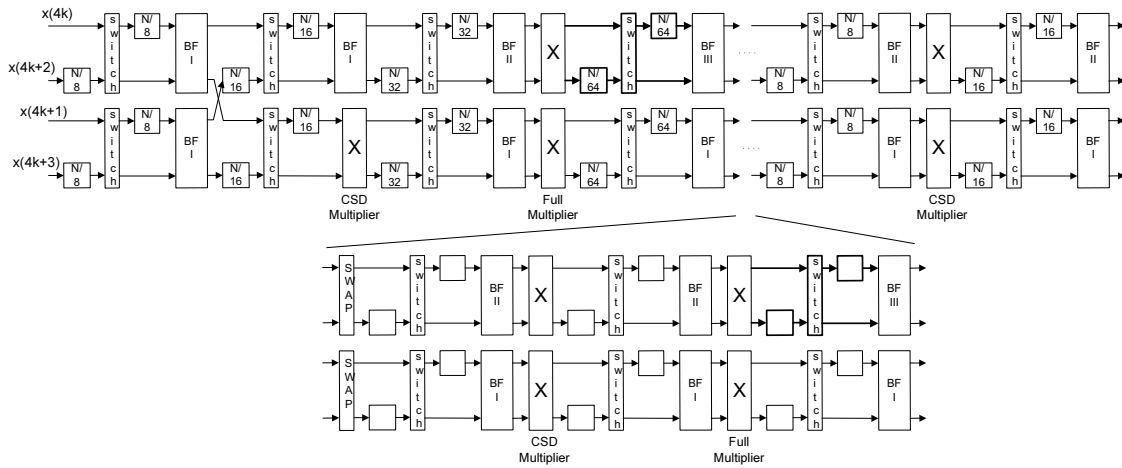 x(4k)
switch
N/
8
BF
I
switch
N/
16
BF
I
switch
N/
32
BF
II
X
switch
N/
64
BF
III
....
switch
N/
8
BF
II
X
switch
N/
16
BF
II
x(4k+2)
N/
8
N/
16
N/
32
N/
64
N/
8
N/
16
x(4k+1)
switch
N/
8
BF
I
switch
N/
16
X
switch
N/
32
BF
I
X
switch
N/
64
BF
I
....
switch
N/
8
BF
I
X
switch
N/
16
BF
I
x(4k+3)
N/
8
N/
16
N/
32
N/
64
N/
8
N/
16
CSD
Multiplier
Full
Multiplier
CSD
Multiplier
SWAP
switch
BF
II
X
switch
BF
II
X
switch
BF
III
SWAP
switch
BF
I
X
switch
BF
I
X
switch
BF
I
CSD
Multiplier
Full
Multiplier